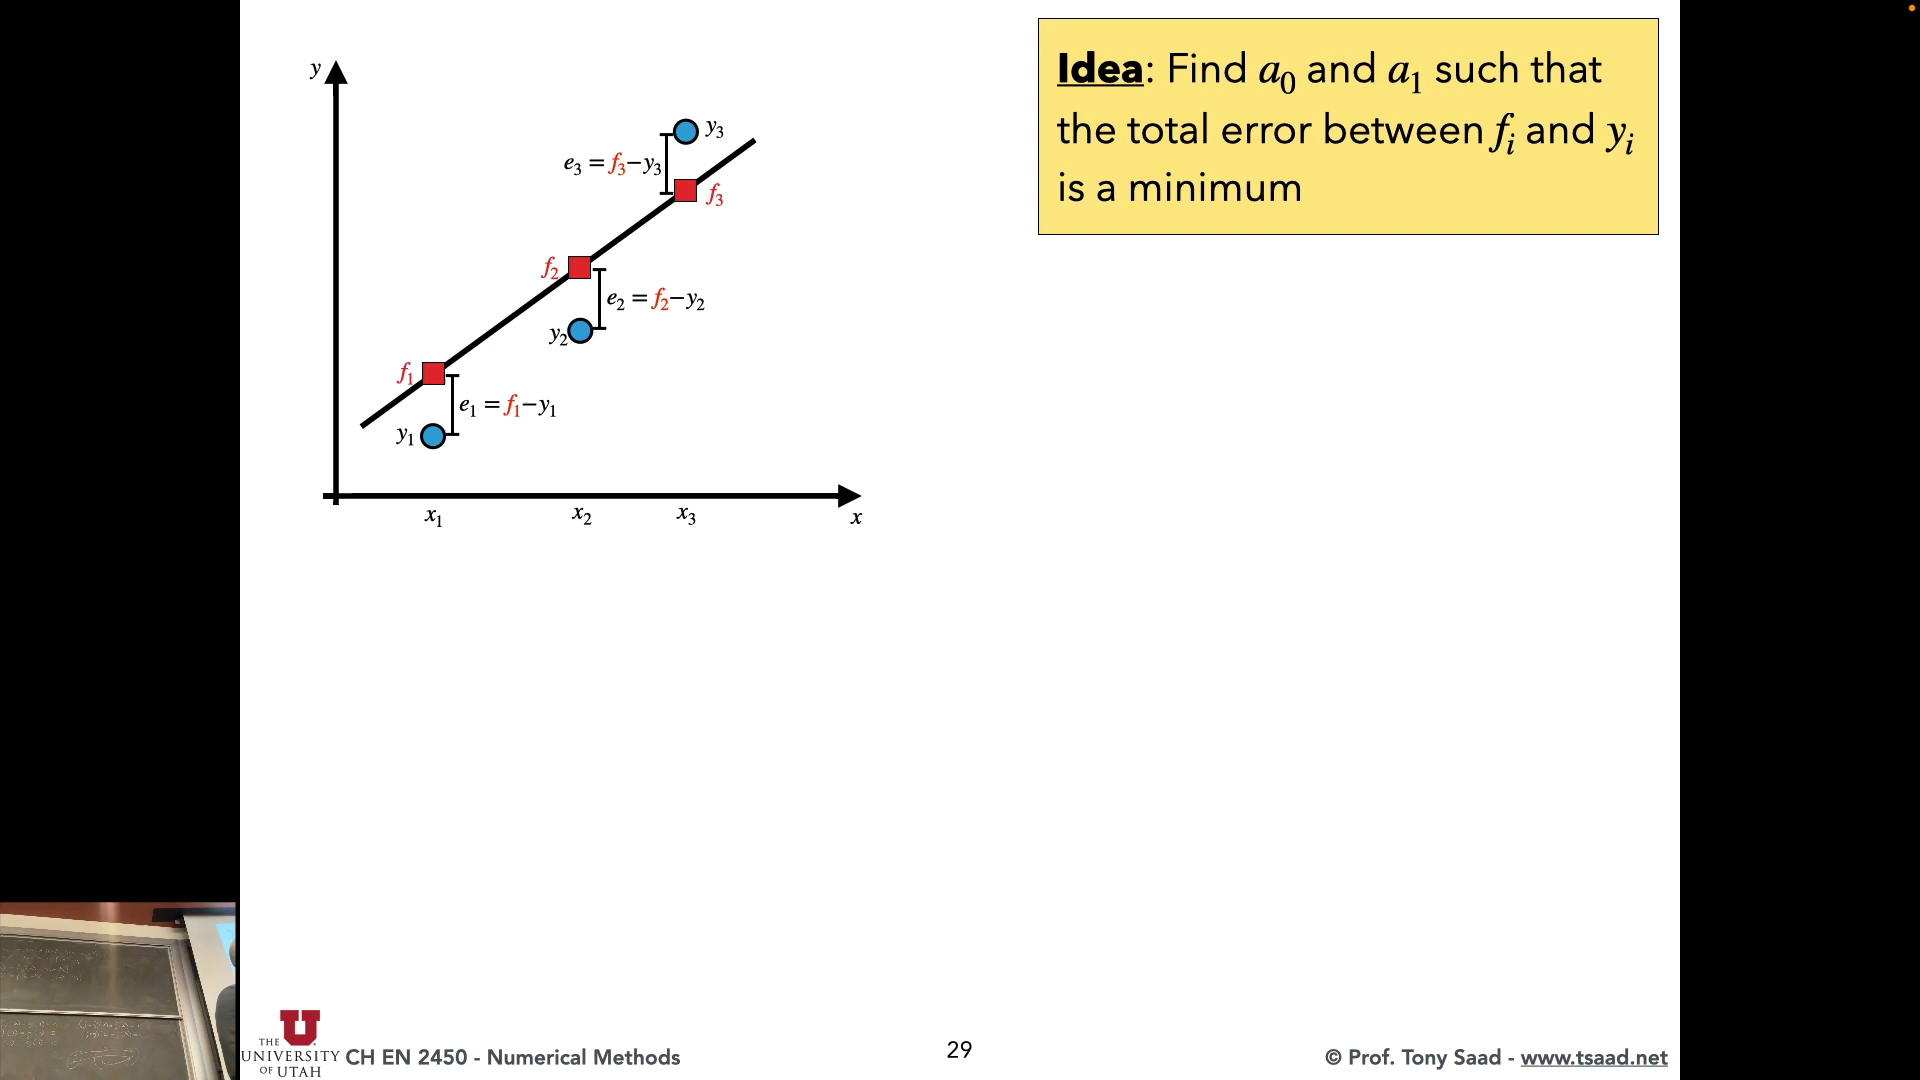 Idea: Find a₀ and a₁ such that
the total error between fᵢ and yᵢ
is a minimum
y
y₃
e₃ = f₃−y₃
f₃
f₂
e₂ = f₂−y₂
y₂
f₁
e₁ = f₁−y₁
y₁
x₁
x₂
x₃
x
U
THE
UNIVERSITY
OF UTAH
CH EN 2450 - Numerical Methods
29
© Prof. Tony Saad - www.tsaad.net